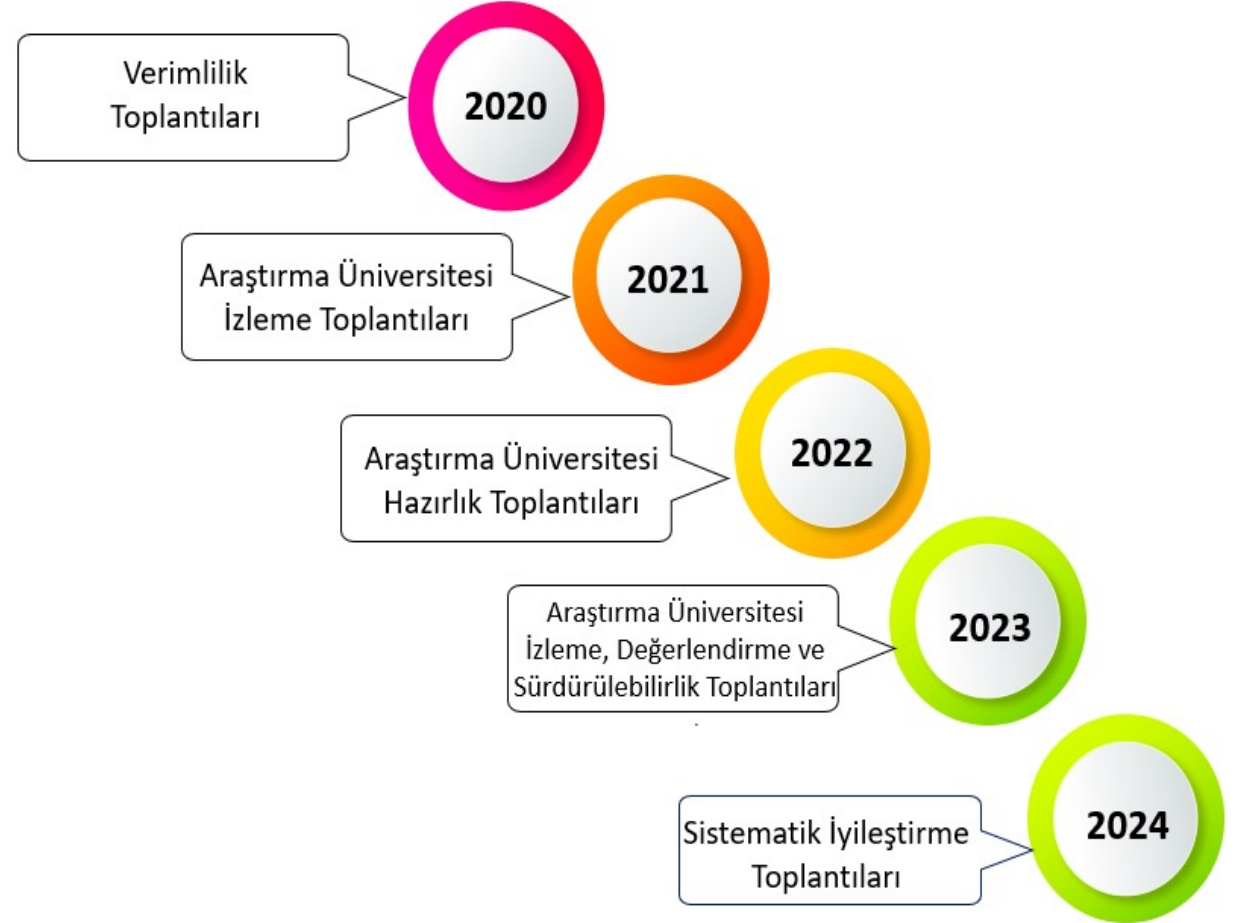 Verimlilik
Toplantıları
2020
Araştırma Üniversitesi
İzleme Toplantıları
2021
Araştırma Üniversitesi
Hazırlık Toplantıları
2022
Araştırma Üniversitesi
İzleme, Değerlendirme ve
Sürdürülebilirlik Toplantıları
.
2023
Sistematik İyileştirme
Toplantıları
2024